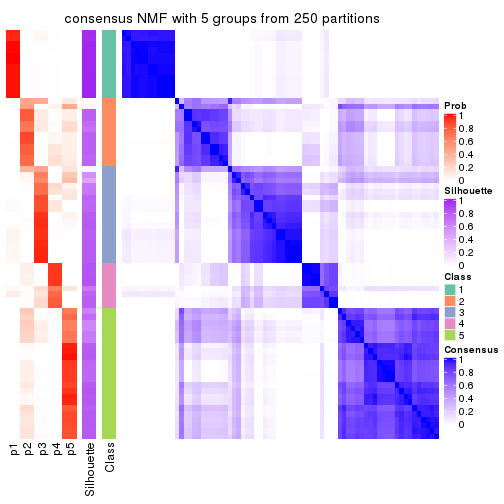 consensus NMF with 5 groups from 250 partitions
Prob
1
0.8
0.6
0.4
0.2
0
Silhouette
1
0.8
0.6
0.4
0.2
0
Class
1
2
3
4
5
Consensus
1
0.8
0.6
0.4
0.2
0
p1
p2
p3
p4
p5
Silhouette
Class